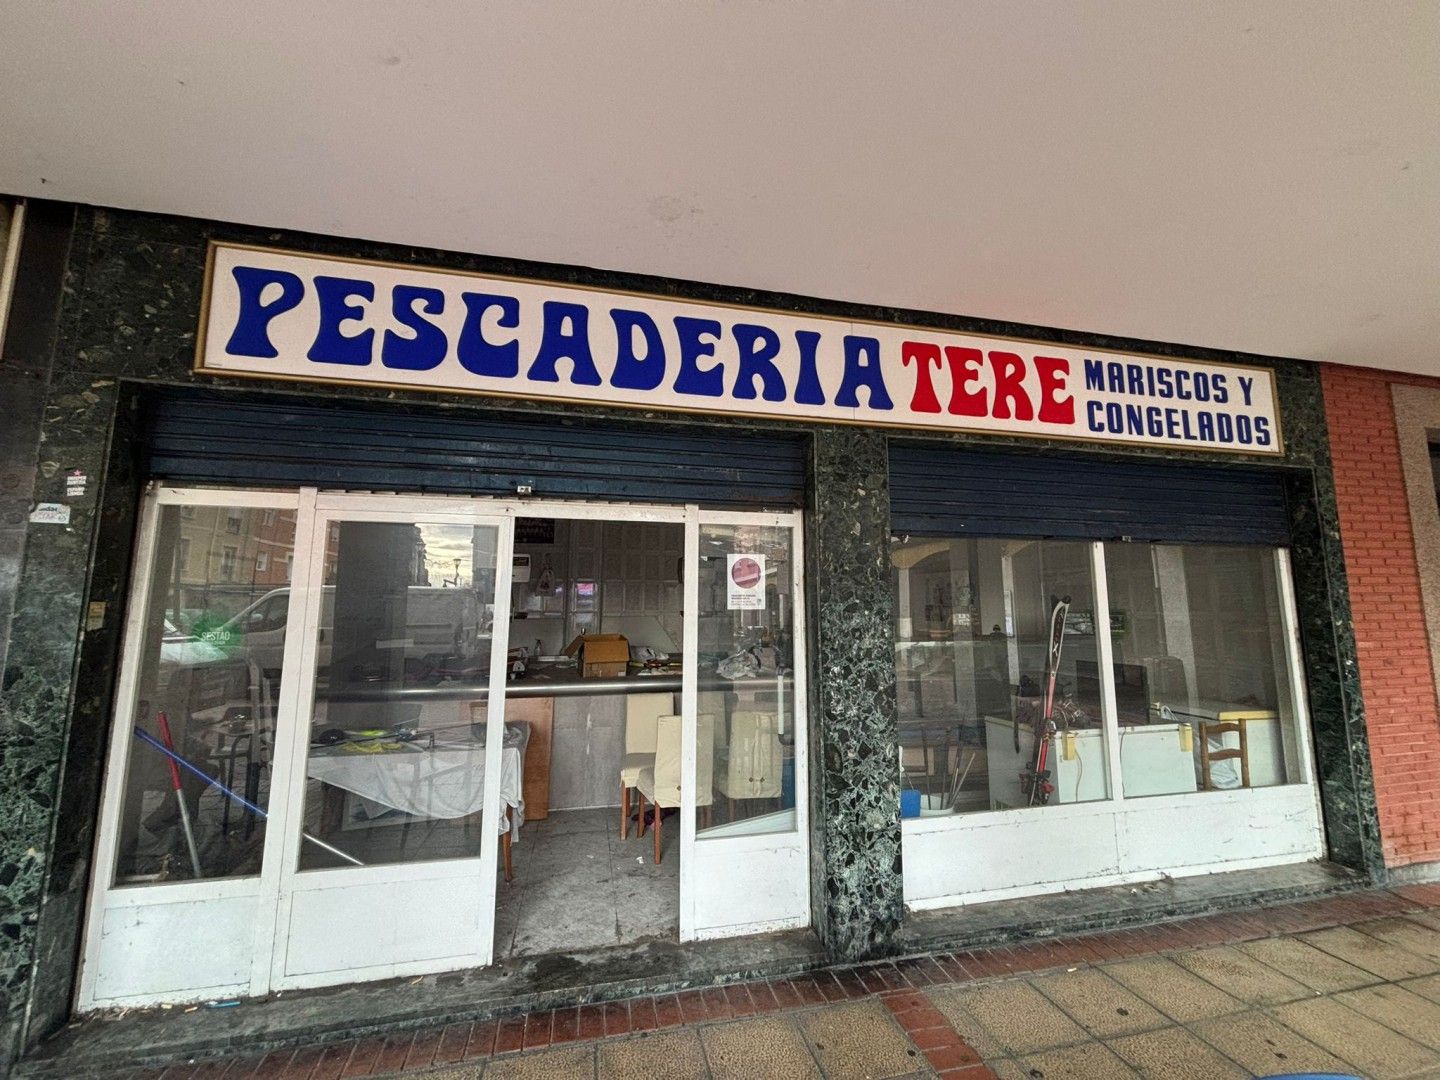 PESCADERIA TERE
MARISCOS Y
CONGELADOS
SESTAO